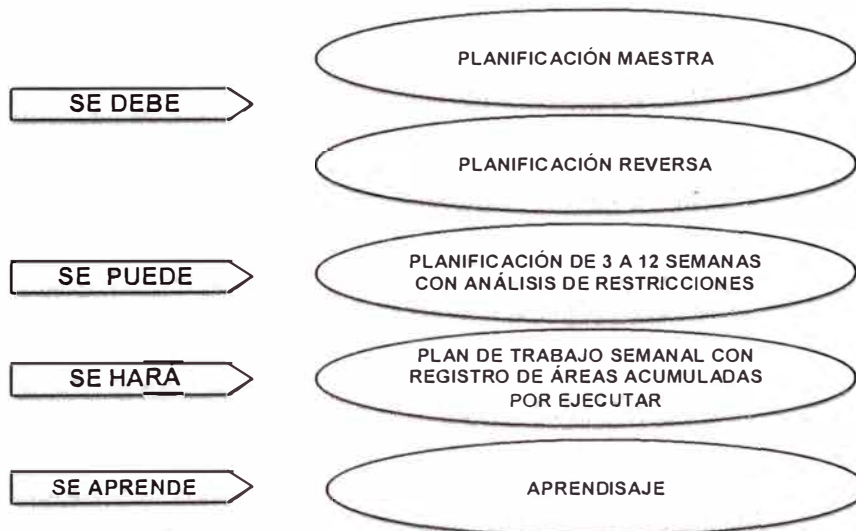 PLANIFICACIÓN MAESTRA
SE DEBE
PLANIFICACIÓN REVERSA
SE PUEDE
PLANIFICACIÓN DE 3 A 12 SEMANAS
CON ANÁLISIS DE RESTRICCIONES
SE HARÁ
PLAN DE TRABAJO SEMANAL CON
REGISTRO DE ÁREAS ACUMULADAS
POR EJECUTAR
SE APRENDE
APRENDISAJE